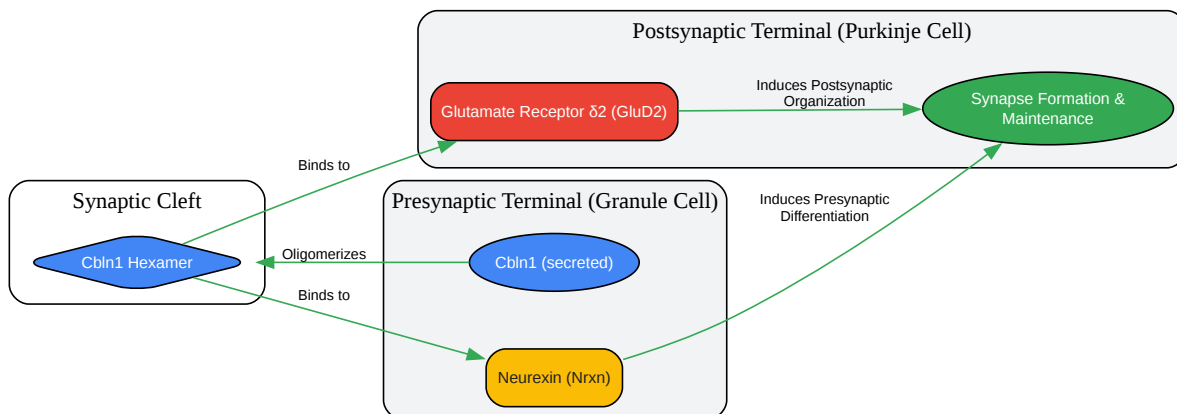 Postsynaptic Terminal (Purkinje Cell)
Glutamate Receptor δ2 (GluD2)
Induces Postsynaptic
Organization
Synapse Formation &
Maintenance
Binds to
Synaptic Cleft
Cbln1 Hexamer
Oligomerizes
Binds to
Presynaptic Terminal (Granule Cell)
Cbln1 (secreted)
Neurexin (Nrxn)
Induces Presynaptic
Differentiation